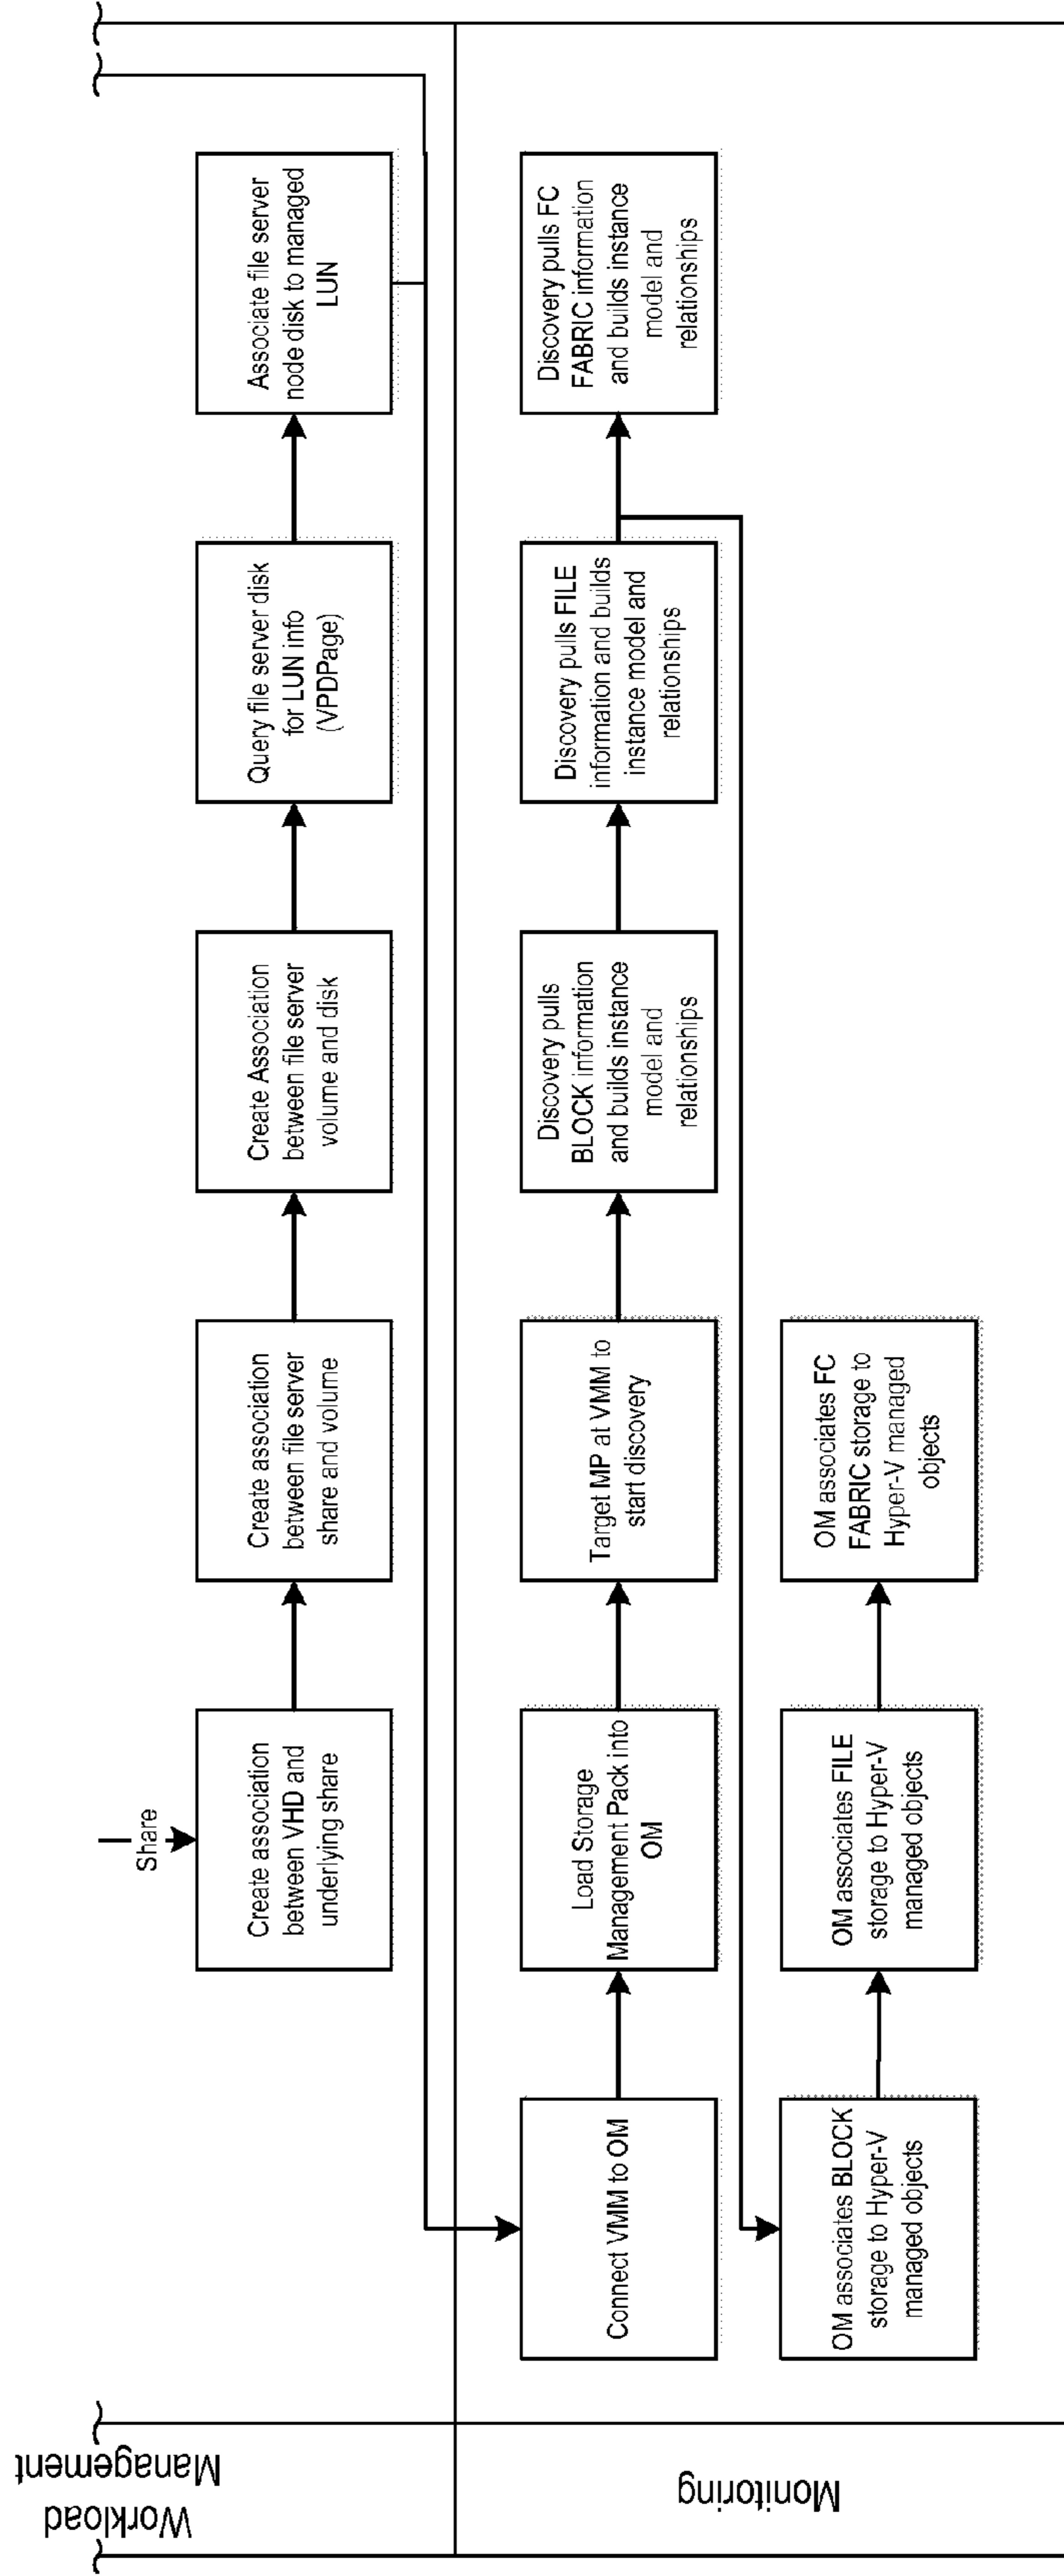 Workload
Management
Share
Create association
between VHD and
underlying share
Create association
between file server
share and volume
Create Association
between file server
volume and disk
Query file server disk
for LUN info
(VPDPage)
Associate file server
node disk to managed
LUN
Monitoring
Connect VMM to OM
Load Storage
Management Pack into
OM
Target MP at VMM to
start discovery
Discovery pulls
BLOCK information
and builds instance
model and
relationships
Discovery pulls FILE
information and builds
instance model and
relationships
Discovery pulls FC
FABRIC information
and builds instance
model and
relationships
OM associates BLOCK
storage to Hyper-V
managed objects
OM associates FILE
storage to Hyper-V
managed objects
OM associates FC
FABRIC storage to
Hyper-V managed
objects